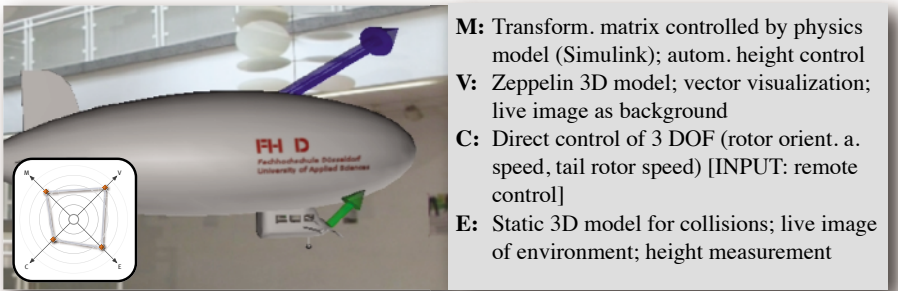 FH D
Fachhochschule Düsseldorf
University of Applied Sciences
M
V
C
E
M: Transform. matrix controlled by physics
model (Simulink); autom. height control
V: Zeppelin 3D model; vector visualization;
live image as background
C: Direct control of 3 DOF (rotor orient. a.
speed, tail rotor speed) [INPUT: remote
control]
E: Static 3D model for collisions; live image
of environment; height measurement